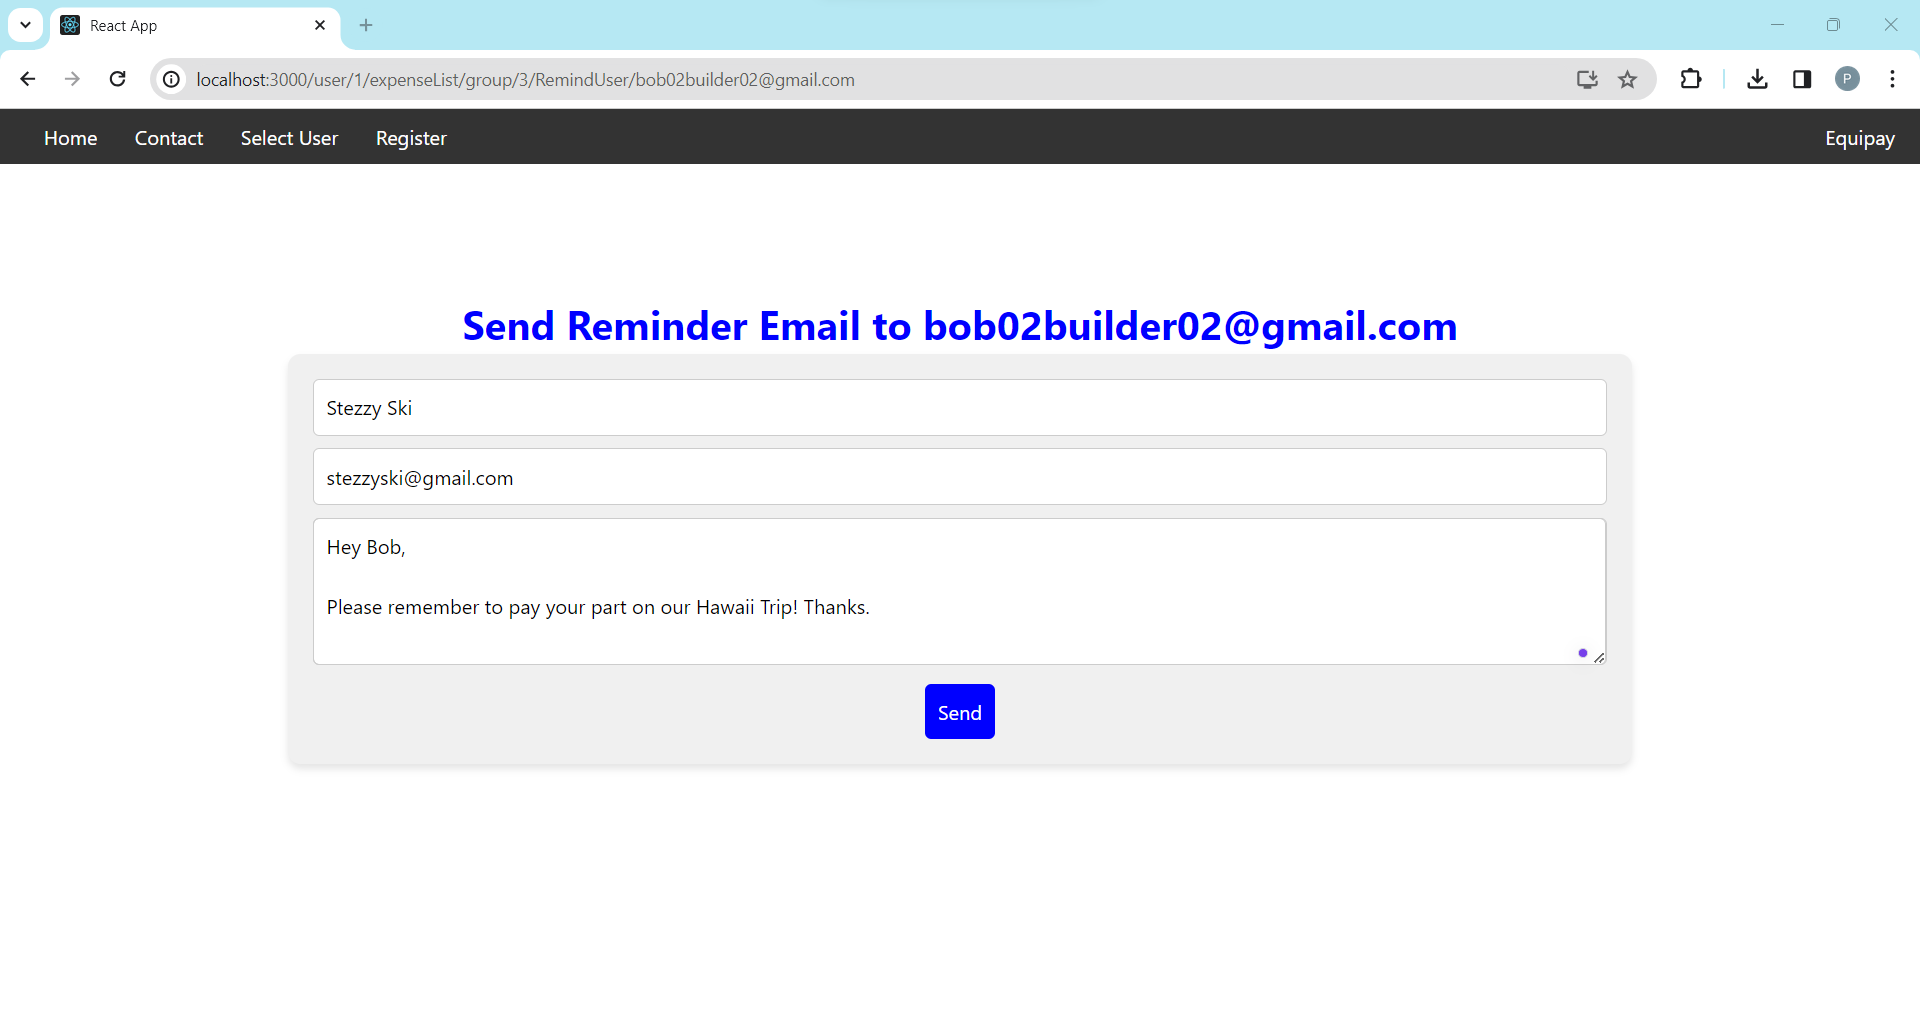 React App
localhost:3000/user/1/expenseList/group/3/RemindUser/bob02builder02@gmail.com
P
Home Contact Select User Register Equipay
Send Reminder Email to bob02builder02@gmail.com
Stezzy Ski
stezzyski@gmail.com
Hey Bob,
Please remember to pay your part on our Hawaii Trip! Thanks.
Send